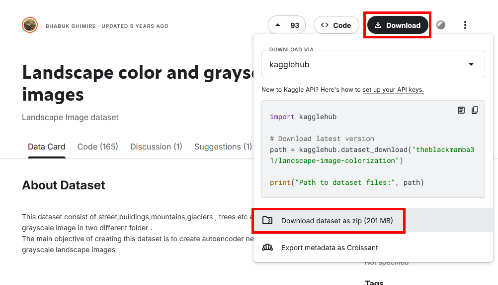 BHABUK GHIMIRE · UPDATED 5 YEARS AGO
93
<> Code
Download
Landscape color and graysc
images
Landscape Image dataset
Data Card
Code (165)
Discussion (1)
Suggestions (1)
About Dataset
This dataset consist of street,buildings,mountains,glaciers , trees etc a
grayscale image in two different folder .
The main objective of creating this dataset is to create autoencoder ne
grayscale landscape images
DOWNLOAD VIA
kagglehub
New to Kaggle API? Here's how to set up your API keys.
import kagglehub
# Download latest version
path = kagglehub.dataset_download("theblackmamba3
1/landscape-image-colorization")
print("Path to dataset files:", path)
Download dataset as zip (201 MB)
Export metadata as Croissant
Not specified
Tags